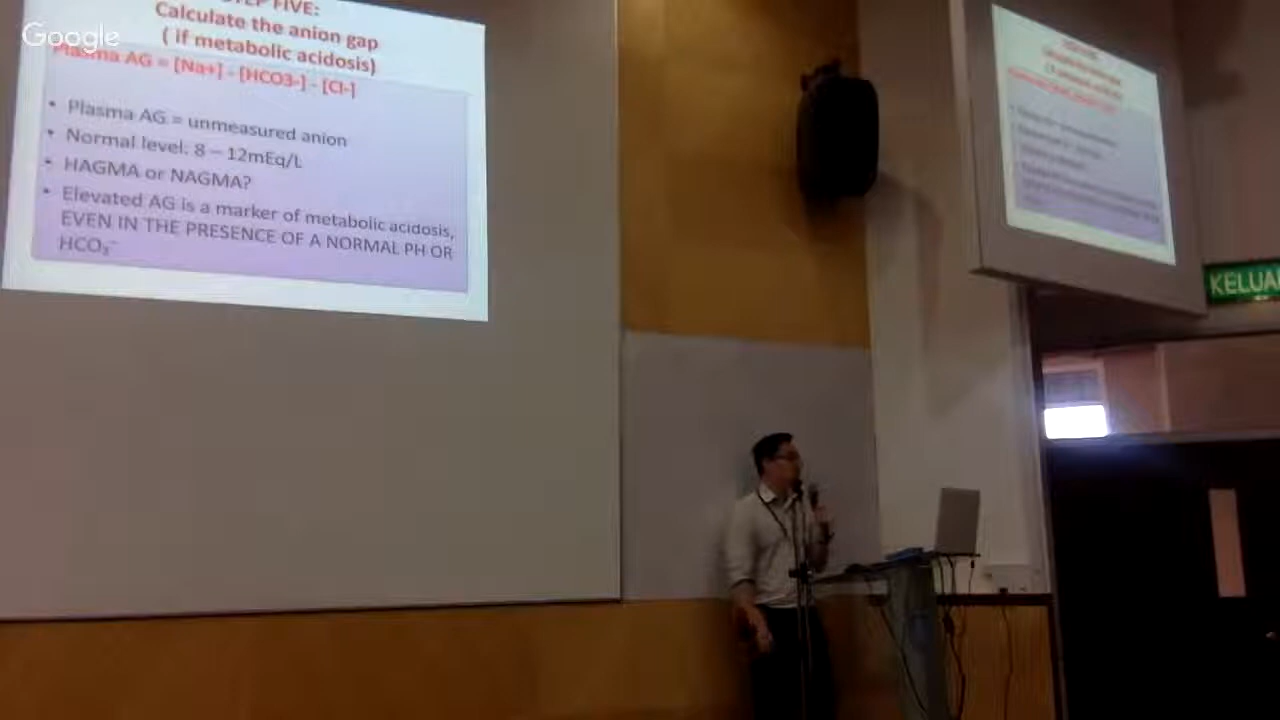 STEP FIVE:
Calculate the anion gap
( if metabolic acidosis)
Google
Plasma AG = [Na+] - [HCO3-] - [Cl-]
• Plasma AG = unmeasured anion
• Normal level: 8 – 12mEq/L
• HAGMA or NAGMA?
• Elevated AG is a marker of metabolic acidosis,
EVEN IN THE PRESENCE OF A NORMAL PH OR
HCO₃⁻
KELUA